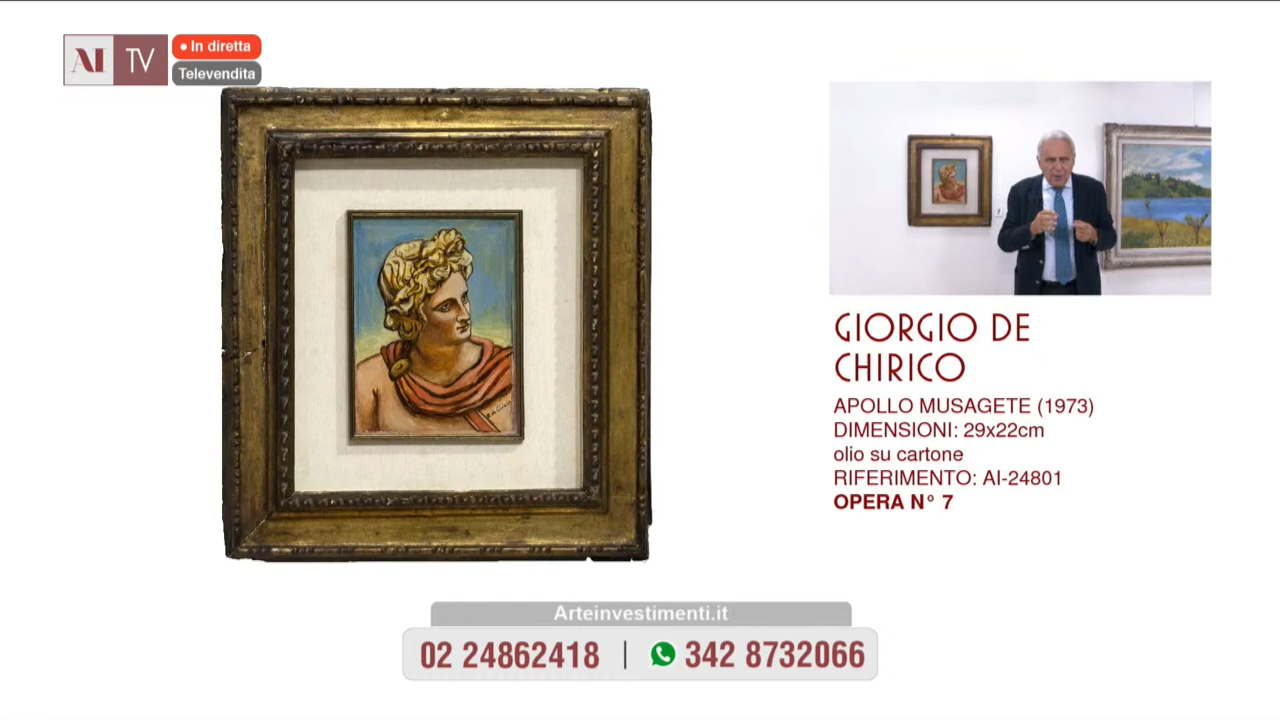 AI TV
In diretta
Televendita
GIORGIO DE
CHIRICO
APOLLO MUSAGETE (1973)
DIMENSIONI: 29x22cm
olio su cartone
RIFERIMENTO: AI-24801
OPERA N° 7
Arteinvestimenti.it
02 24862418 | 342 8732066